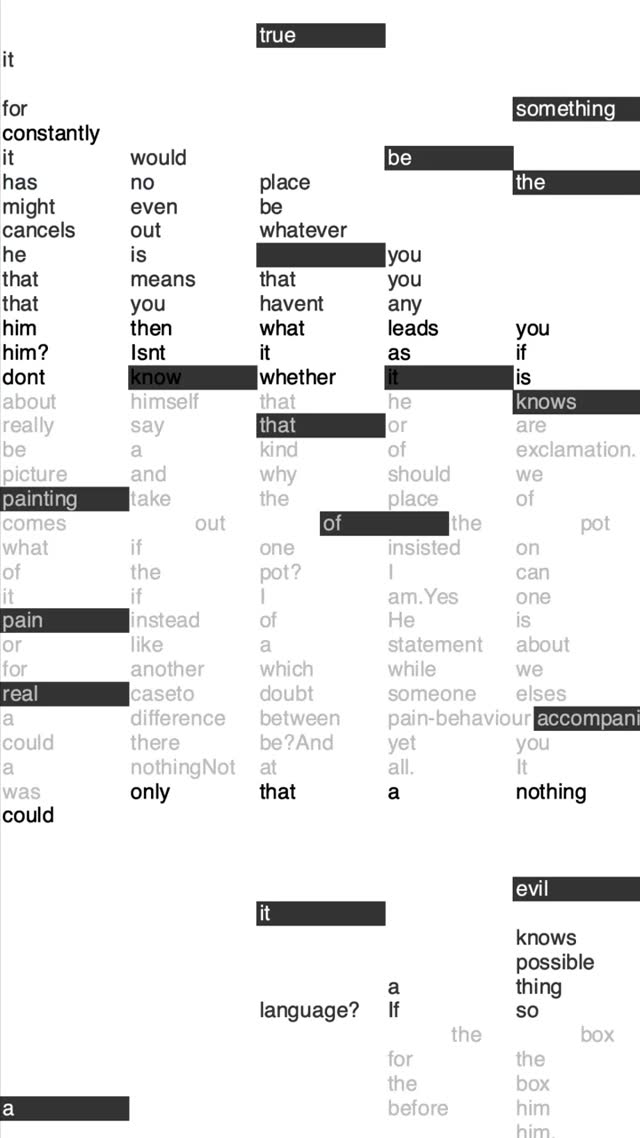 true
it
for something
constantly
it would be
has no place the
might even be
cancels out whatever
he is you
that means that you
that you havent any
him then what leads you
him? Isnt it as if
dont know whether it is
about himself that he knows
really say that or are
be a kind of exclamation.
picture and why should we
painting take the place of
comes out of the pot
what if one insisted on
of the pot? I can
it if I am.Yes one
pain instead of He is
or like a statement about
for another which while we
real caseto doubt someone elses
a difference between pain-behaviour accompani
could there be?And yet you
a nothingNot at all. It
was only that a nothing
could
evil
it
knows
possible
a thing
language? If so
the box
for the
the box
a before him
him.